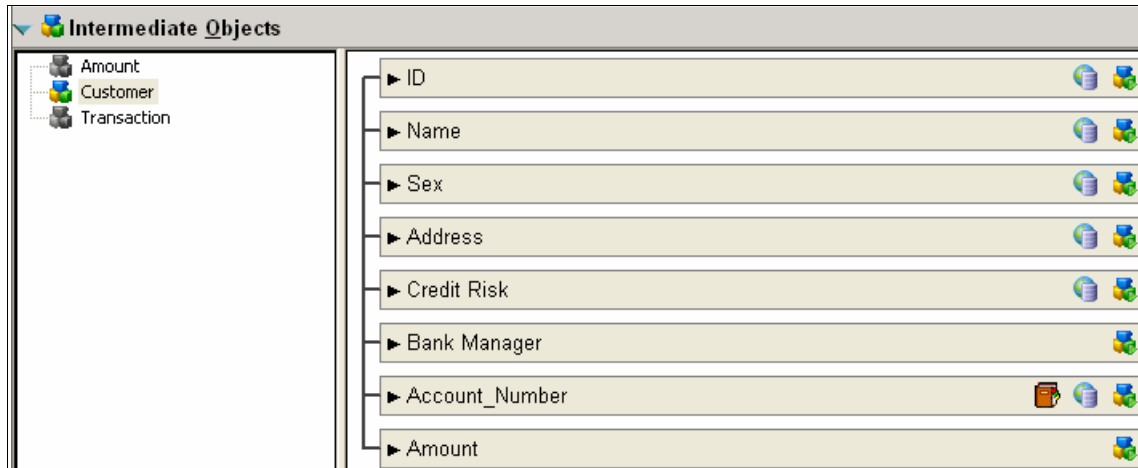 Intermediate Objects
Amount
Customer
Transaction
ID
Name
Sex
Address
Credit Risk
Bank Manager
Account_Number
Amount